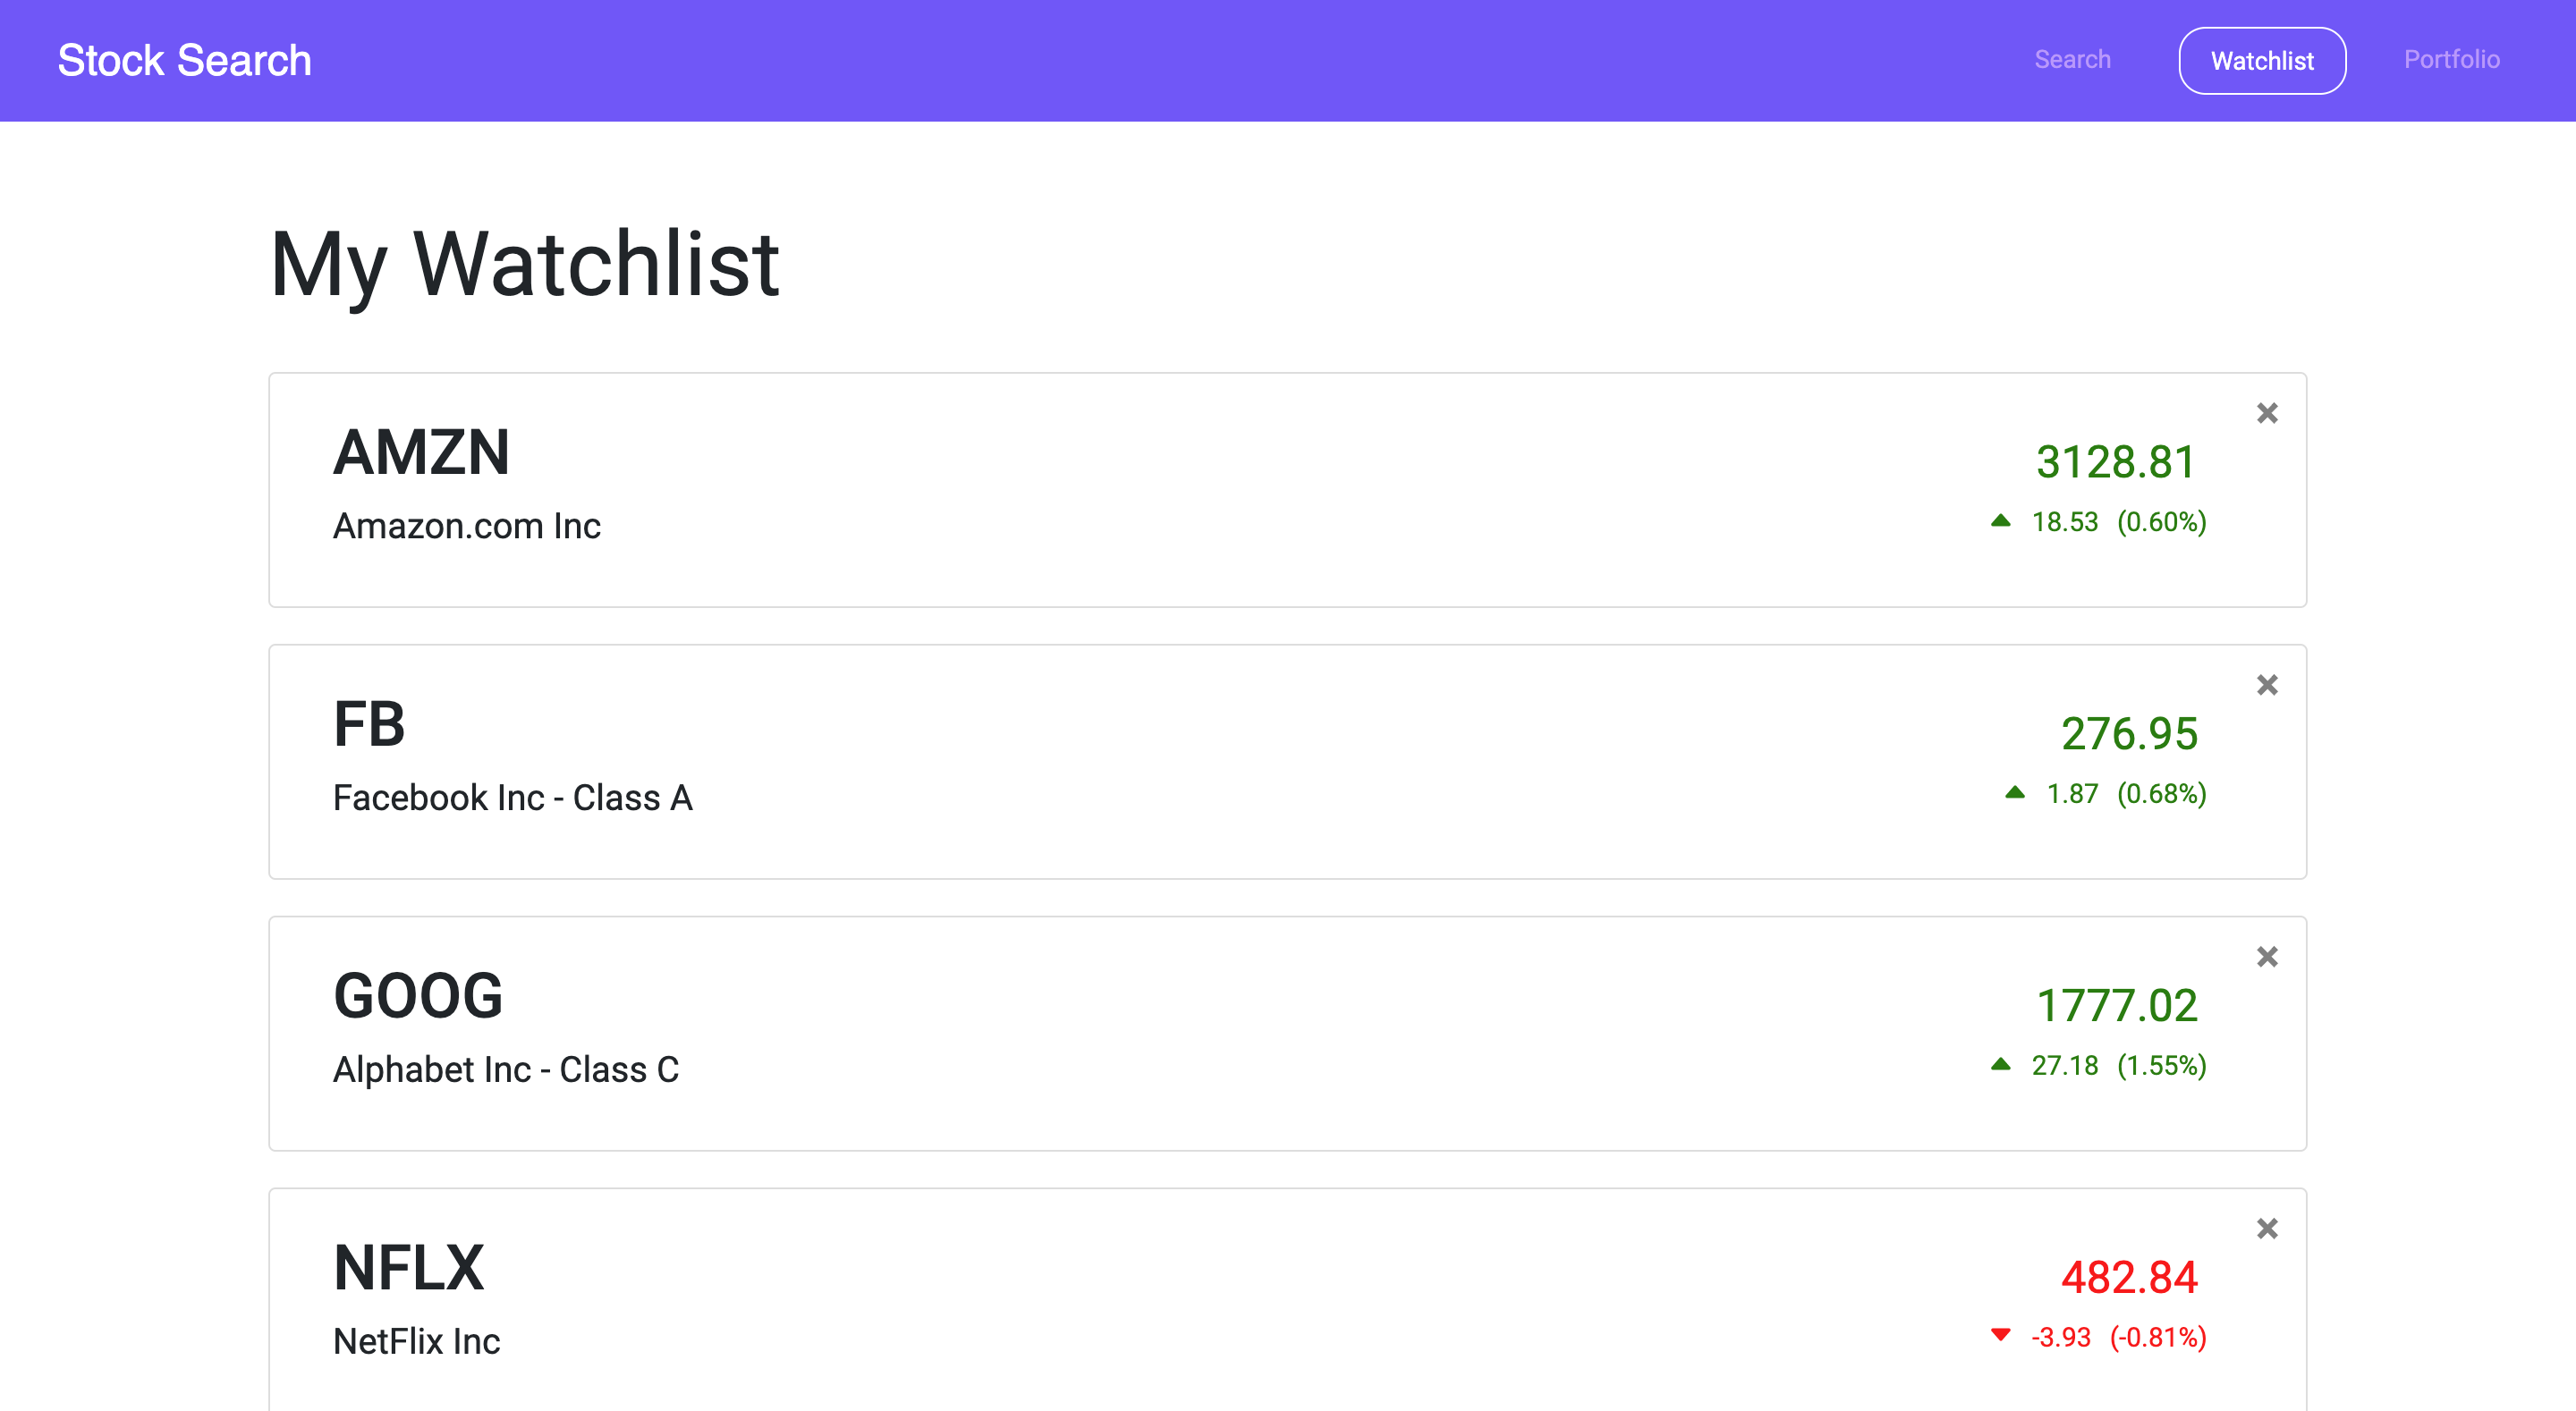 Stock Search
Search
Watchlist
Portfolio
My Watchlist
AMZN
3128.81
Amazon.com Inc
18.53 (0.60%)
FB
276.95
Facebook Inc - Class A
1.87 (0.68%)
GOOG
1777.02
Alphabet Inc - Class C
27.18 (1.55%)
NFLX
482.84
NetFlix Inc
-3.93 (-0.81%)